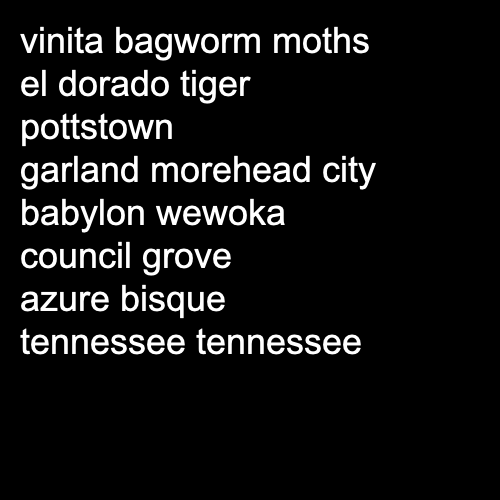 vinita bagworm moths
el dorado tiger
pottstown
garland morehead city
babylon wewoka
council grove
azure bisque
tennessee tennessee